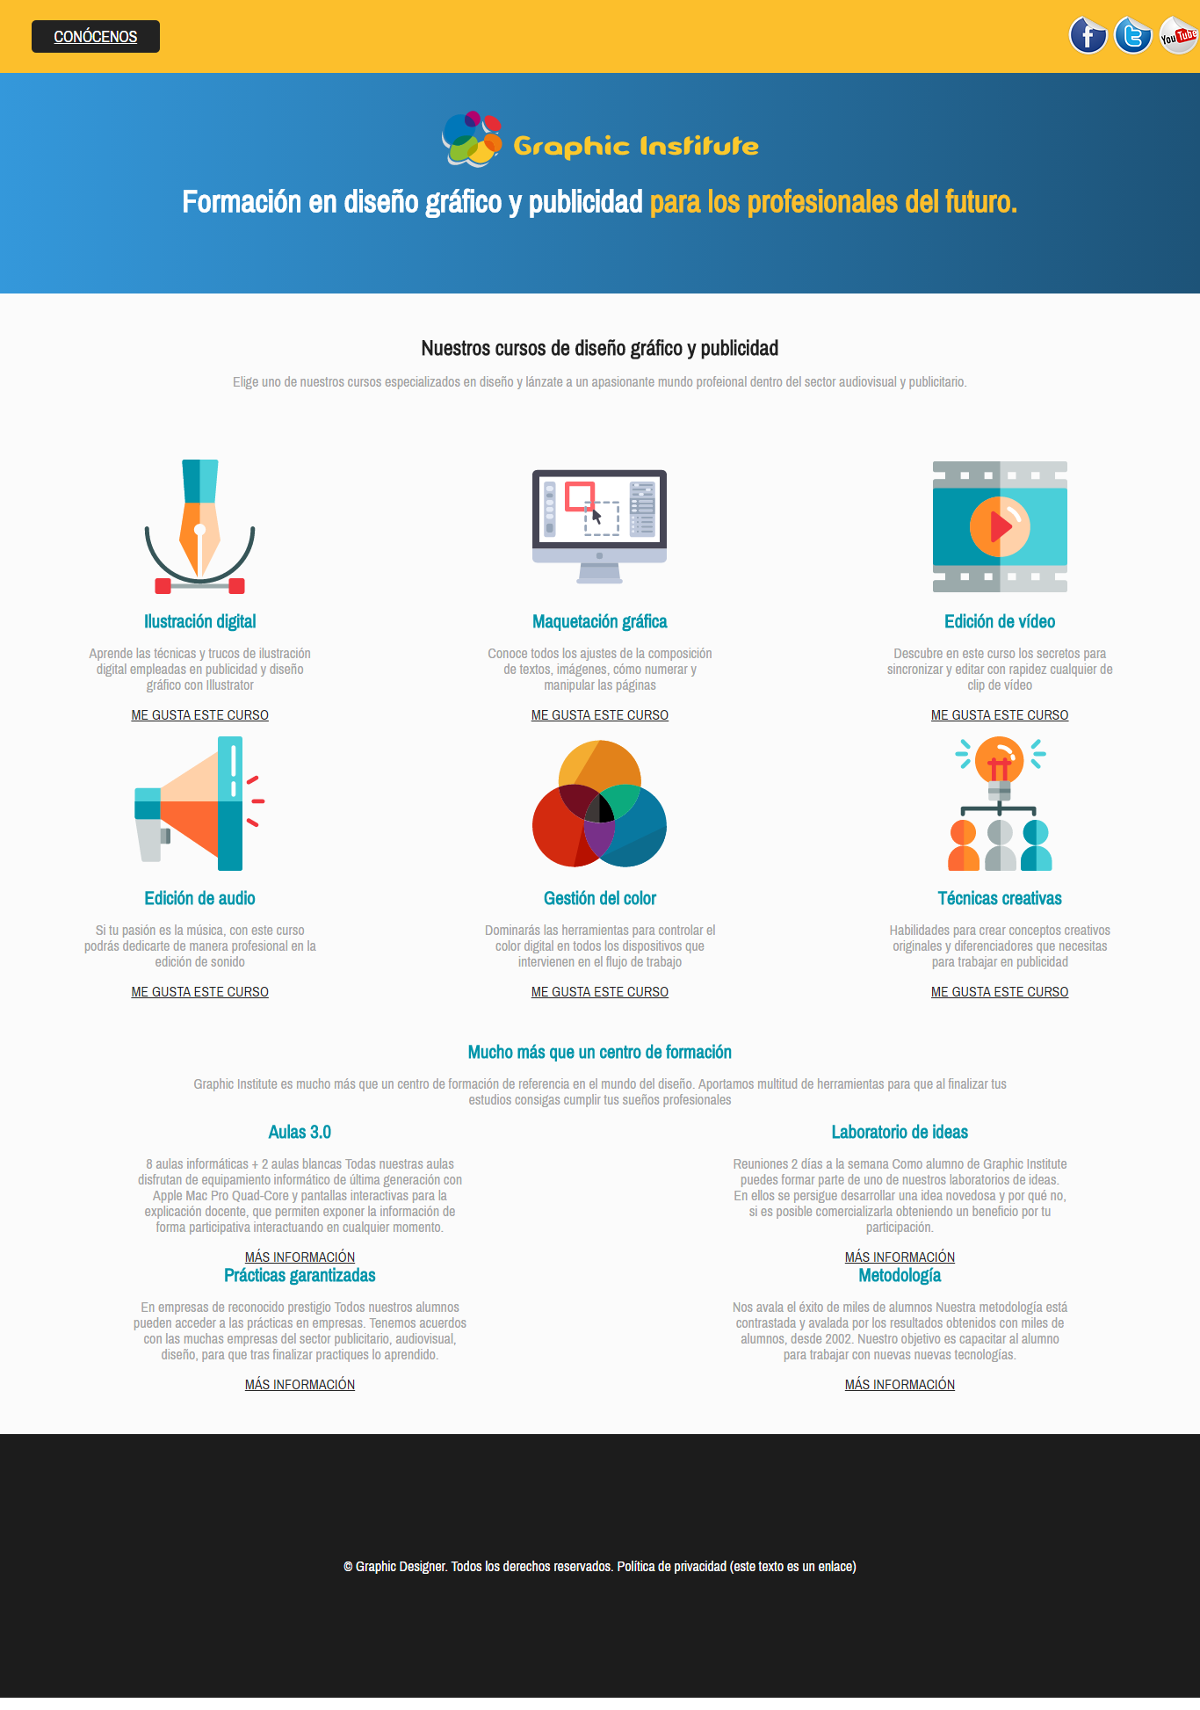 CONÓCENOS
f
t
You Tube
Graphic Institute
Formación en diseño gráfico y publicidad para los profesionales del futuro.
Nuestros cursos de diseño gráfico y publicidad
Elige uno de nuestros cursos especializados en diseño y lánzate a un apasionante mundo profeional dentro del sector audiovisual y publicitario.
Ilustración digital
Aprende las técnicas y trucos de ilustración
digital empleadas en publicidad y diseño
gráfico con Illustrator
ME GUSTA ESTE CURSO
Maquetación gráfica
Conoce todos los ajustes de la composición
de textos, imágenes, cómo numerar y
manipular las páginas
ME GUSTA ESTE CURSO
Edición de vídeo
Descubre en este curso los secretos para
sincronizar y editar con rapidez cualquier de
clip de vídeo
ME GUSTA ESTE CURSO
Edición de audio
Si tu pasión es la música, con este curso
podrás dedicarte de manera profesional en la
edición de sonido
ME GUSTA ESTE CURSO
Gestión del color
Dominarás las herramientas para controlar el
color digital en todos los dispositivos que
intervienen en el flujo de trabajo
ME GUSTA ESTE CURSO
Técnicas creativas
Habilidades para crear conceptos creativos
originales y diferenciadores que necesitas
para trabajar en publicidad
ME GUSTA ESTE CURSO
Mucho más que un centro de formación
Graphic Institute es mucho más que un centro de formación de referencia en el mundo del diseño. Aportamos multitud de herramientas para que al finalizar tus
estudios consigas cumplir tus sueños profesionales
Aulas 3.0
8 aulas informáticas + 2 aulas blancas Todas nuestras aulas
disfrutan de equipamiento informático de última generación con
Apple Mac Pro Quad-Core y pantallas interactivas para la
explicación docente, que permiten exponer la información de
forma participativa interactuando en cualquier momento.
MÁS INFORMACIÓN
Laboratorio de ideas
Reuniones 2 días a la semana Como alumno de Graphic Institute
puedes formar parte de uno de nuestros laboratorios de ideas.
En ellos se persigue desarrollar una idea novedosa y por qué no,
si es posible comercializarla obteniendo un beneficio por tu
participación.
MÁS INFORMACIÓN
Prácticas garantizadas
En empresas de reconocido prestigio Todos nuestros alumnos
pueden acceder a las prácticas en empresas. Tenemos acuerdos
con las muchas empresas del sector publicitario, audiovisual,
diseño, para que tras finalizar practiques lo aprendido.
MÁS INFORMACIÓN
Metodología
Nos avala el éxito de miles de alumnos Nuestra metodología está
contrastada y avalada por los resultados obtenidos con miles de
alumnos, desde 2002. Nuestro objetivo es capacitar al alumno
para trabajar con nuevas nuevas tecnologías.
MÁS INFORMACIÓN
© Graphic Designer. Todos los derechos reservados. Política de privacidad (este texto es un enlace)